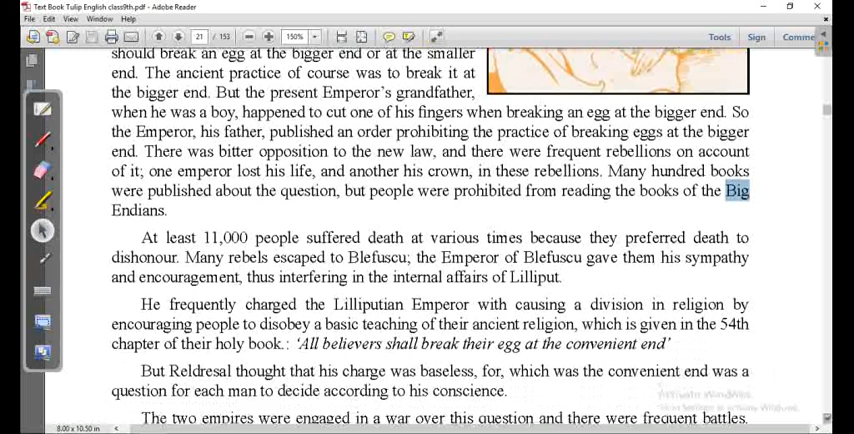 Text Book Tulip English class9th.pdf - Adobe Reader
File Edit View Window Help
21 / 153 150% Tools Sign Comme
should break an egg at the bigger end or at the smaller
end. The ancient practice of course was to break it at
the bigger end. But the present Emperor's grandfather,
when he was a boy, happened to cut one of his fingers when breaking an egg at the bigger end. So
the Emperor, his father, published an order prohibiting the practice of breaking eggs at the bigger
end. There was bitter opposition to the new law, and there were frequent rebellions on account
of it; one emperor lost his life, and another his crown, in these rebellions. Many hundred books
were published about the question, but people were prohibited from reading the books of the Big
Endians.
At least 11,000 people suffered death at various times because they preferred death to
dishonour. Many rebels escaped to Blefuscu; the Emperor of Blefuscu gave them his sympathy
and encouragement, thus interfering in the internal affairs of Lilliput.
He frequently charged the Lilliputian Emperor with causing a division in religion by
encouraging people to disobey a basic teaching of their ancient religion, which is given in the 54th
chapter of their holy book.: 'All believers shall break their egg at the convenient end'
But Reldresal thought that his charge was baseless, for, which was the convenient end was a
question for each man to decide according to his conscience.
Activate Windows
The two empires were engaged in a war over this question and there were frequent battles.
8.00 x 10.50 in